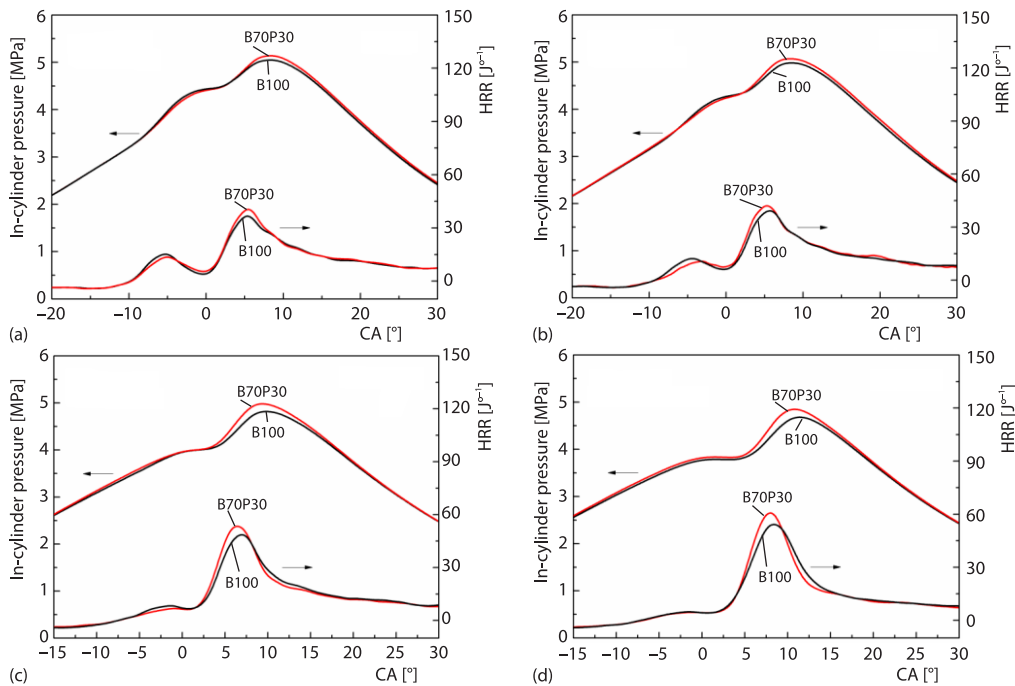 6
5
4
3
2
1
0
In-cylinder pressure [MPa]
150
120
90
60
30
0
HRR [J°⁻¹]
B70P30
B100
B70P30
B100
−20
−10
0
10
20
30
CA [°]
(a)
6
5
4
3
2
1
0
In-cylinder pressure [MPa]
150
120
90
60
30
0
HRR [J°⁻¹]
B70P30
B100
B70P30
B100
−20
−10
0
10
20
30
CA [°]
(b)
6
5
4
3
2
1
0
In-cylinder pressure [MPa]
150
120
90
60
30
0
HRR [J°⁻¹]
B70P30
B100
B70P30
B100
−15
−10
−5
0
5
10
15
20
25
30
CA [°]
(c)
6
5
4
3
2
1
0
In-cylinder pressure [MPa]
150
120
90
60
30
0
HRR [J°⁻¹]
B70P30
B100
B70P30
B100
−15
−10
−5
0
5
10
15
20
25
30
CA [°]
(d)